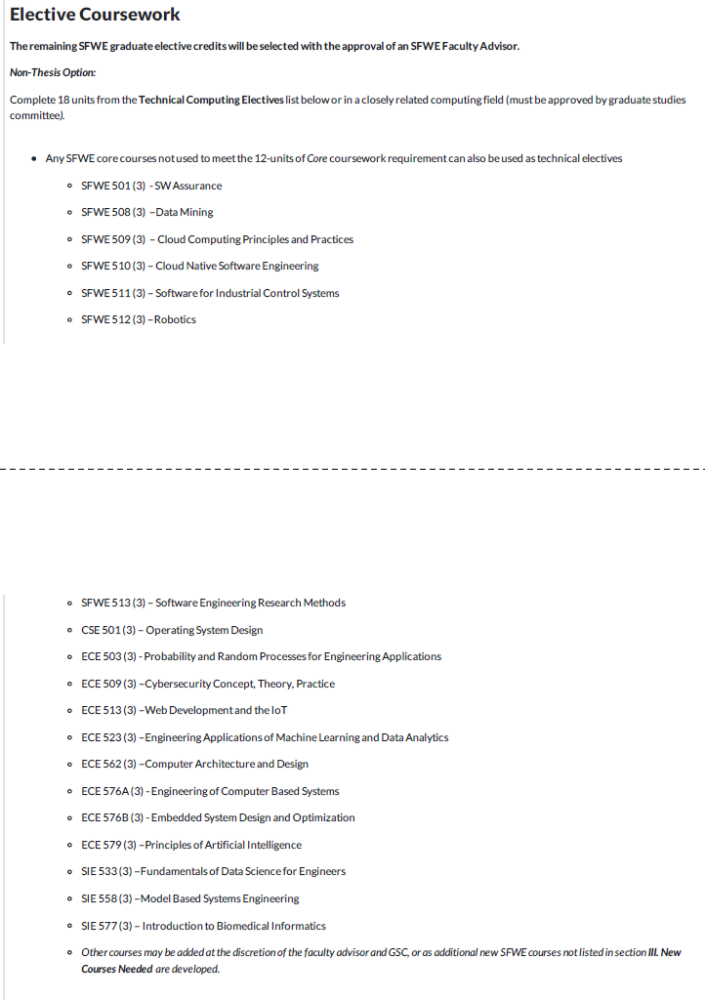 Elective Coursework
The remaining SFWE graduate elective credits will be selected with the approval of an SFWE Faculty Advisor.
Non-Thesis Option:
Complete 18 units from the Technical Computing Electives list below or in a closely related computing field (must be approved by graduate studies
committee).
• Any SFWE core courses not used to meet the 12-units of Core coursework requirement can also be used as technical electives
◦ SFWE 501 (3) - SW Assurance
◦ SFWE 508 (3) – Data Mining
◦ SFWE 509 (3) – Cloud Computing Principles and Practices
◦ SFWE 510 (3) – Cloud Native Software Engineering
◦ SFWE 511 (3) – Software for Industrial Control Systems
◦ SFWE 512 (3) – Robotics
◦ SFWE 513 (3) – Software Engineering Research Methods
◦ CSE 501 (3) – Operating System Design
◦ ECE 503 (3) - Probability and Random Processes for Engineering Applications
◦ ECE 509 (3) – Cybersecurity Concept, Theory, Practice
◦ ECE 513 (3) – Web Development and the IoT
◦ ECE 523 (3) – Engineering Applications of Machine Learning and Data Analytics
◦ ECE 562 (3) – Computer Architecture and Design
◦ ECE 576A (3) - Engineering of Computer Based Systems
◦ ECE 576B (3) - Embedded System Design and Optimization
◦ ECE 579 (3) – Principles of Artificial Intelligence
◦ SIE 533 (3) – Fundamentals of Data Science for Engineers
◦ SIE 558 (3) – Model Based Systems Engineering
◦ SIE 577 (3) – Introduction to Biomedical Informatics
◦ Other courses may be added at the discretion of the faculty advisor and GSC, or as additional new SFWE courses not listed in section III. New
Courses Needed are developed.